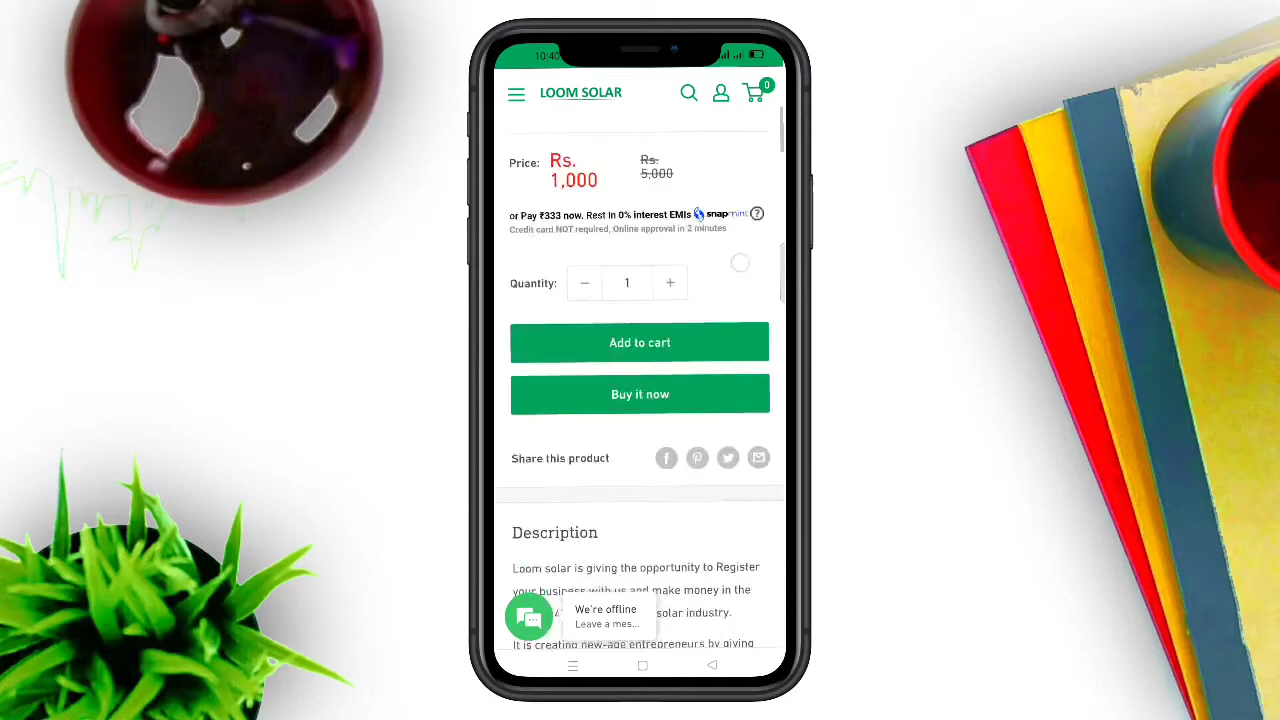 10:40
LOOM SOLAR
0
Price: Rs. 1,000 Rs. 5,000
or Pay ₹333 now. Rest in 0% interest EMIs snapmint ?
Credit card NOT required, Online approval in 2 minutes
Quantity: − 1 +
Add to cart
Buy it now
Share this product
Description
Loom solar is giving the opportunity to Register
your business with us and make money in the
solar industry.
We're offline
Leave a mes...
It is creating new-age entrepreneurs by giving